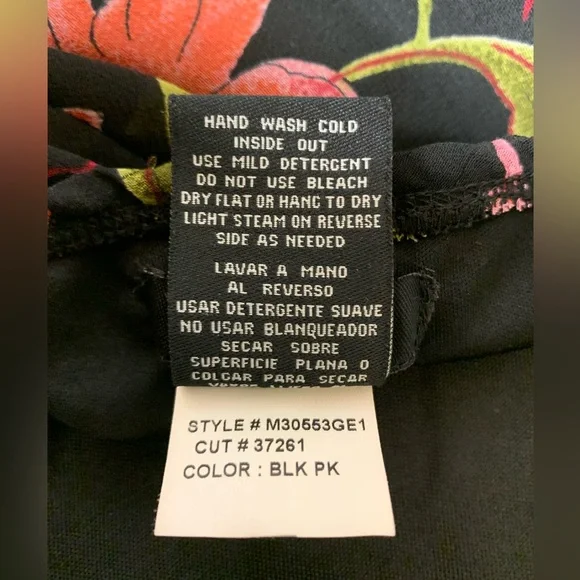 HAND WASH COLD
INSIDE OUT
USE MILD DETERGENT
DO NOT USE BLEACH
DRY FLAT OR HANG TO DRY
LIGHT STEAM ON REVERSE
SIDE AS NEEDED
LAVAR A MANO
AL REVERSO
USAR DETERGENTE SUAVE
NO USAR BLANQUEADOR
SECAR SOBRE
SUPERFICIE PLANA O
COLGAR PARA SECAR
STYLE # M30553GE1
CUT # 37261
COLOR : BLK PK